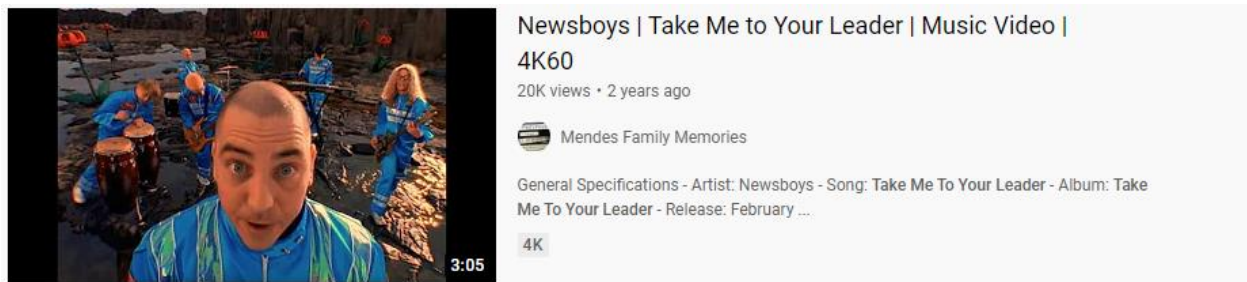 Newsboys | Take Me to Your Leader | Music Video |
4K60
20K views • 2 years ago
Mendes Family Memories
General Specifications - Artist: Newsboys - Song: Take Me To Your Leader - Album: Take
Me To Your Leader - Release: February ...
4K
3:05